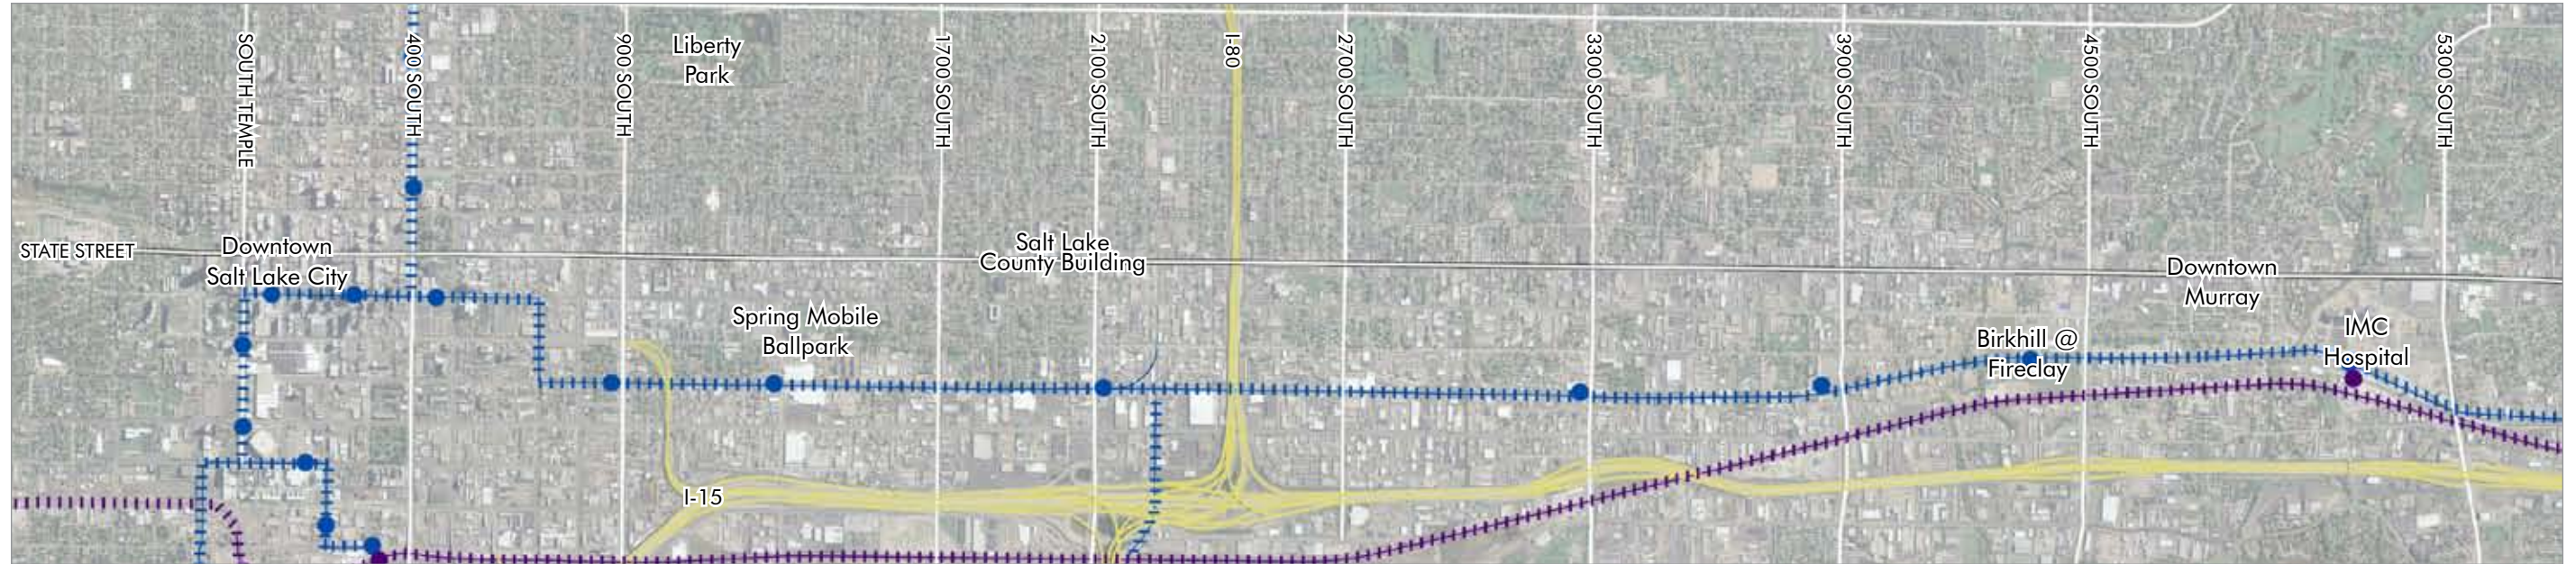 SOUTH TEMPLE
400 SOUTH
900 SOUTH
Liberty
Park
1700 SOUTH
2100 SOUTH
I-80
2700 SOUTH
3300 SOUTH
3900 SOUTH
4500 SOUTH
5300 SOUTH
STATE STREET
Downtown
Salt Lake City
Salt Lake
County Building
Downtown
Murray
Spring Mobile
Ballpark
Birkhill @
Fireclay
IMC
Hospital
I-15